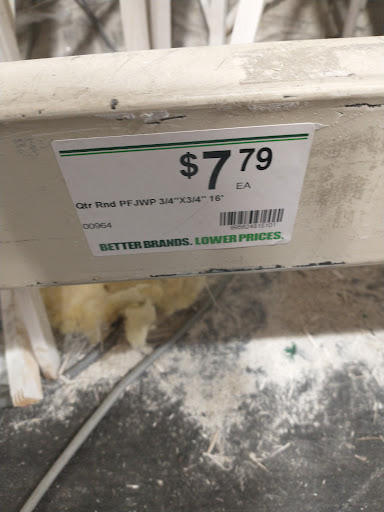 $7 79
EA
Qtr Rnd PFJWP 3/4"X3/4" 16'
00964
BETTER BRANDS. LOWER PRICES.